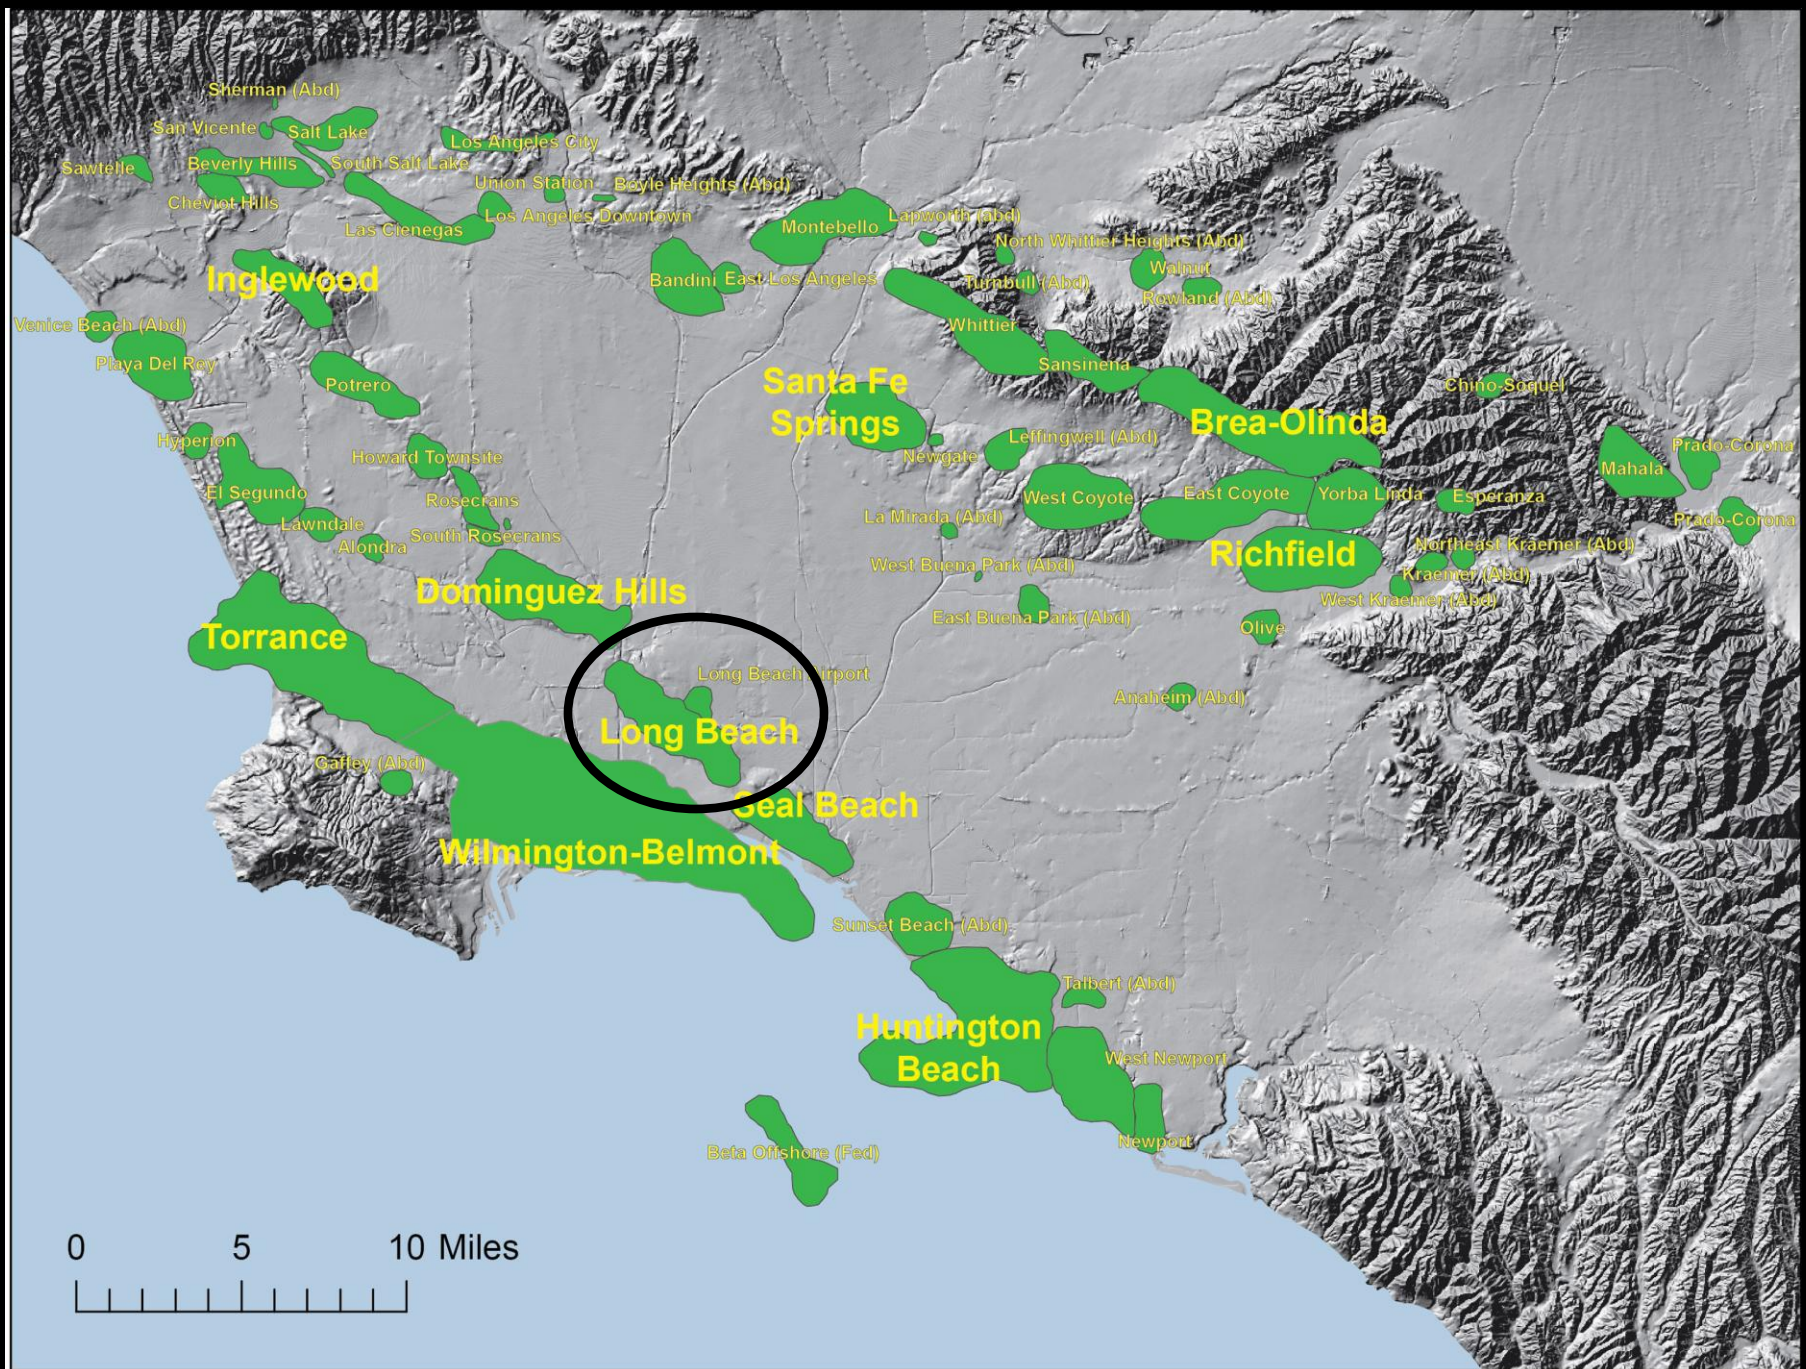 Sherman (Abd)
San Vicente
Salt Lake
Los Angeles City
Sawtelle
Beverly Hills
South Salt Lake
Union Station
Boyle Heights (Abd)
Cheviot Hills
Los Angeles Downtown
Las Cienegas
Montebello
Lapworth (abd)
North Whittier Heights (Abd)
Inglewood
Bandini
East Los Angeles
Turnbull (Abd)
Walnut
Rowland (Abd)
Venice Beach (Abd)
Whittier
Playa Del Rey
Potrero
Sansinena
Santa Fe
Springs
Chino-Soquel
Brea-Olinda
Hyperion
Howard Townsite
Newgate
Leffingwell (Abd)
Mahala
Prado-Corona
El Segundo
Rosecrans
West Coyote
East Coyote
Yorba Linda
Esperanza
Lawndale
La Mirada (Abd)
Prado-Corona
Alondra
South Rosecrans
Richfield
Northeast Kraemer (Abd)
West Buena Park (Abd)
Kraemer (Abd)
Dominguez Hills
West Kraemer (Abd)
East Buena Park (Abd)
Olive
Torrance
Long Beach Airport
Anaheim (Abd)
Long Beach
Gaffey (Abd)
Seal Beach
Wilmington-Belmont
Sunset Beach (Abd)
Talbert (Abd)
Huntington
Beach
West Newport
Newport
Beta Offshore (Fed)
0 5 10 Miles